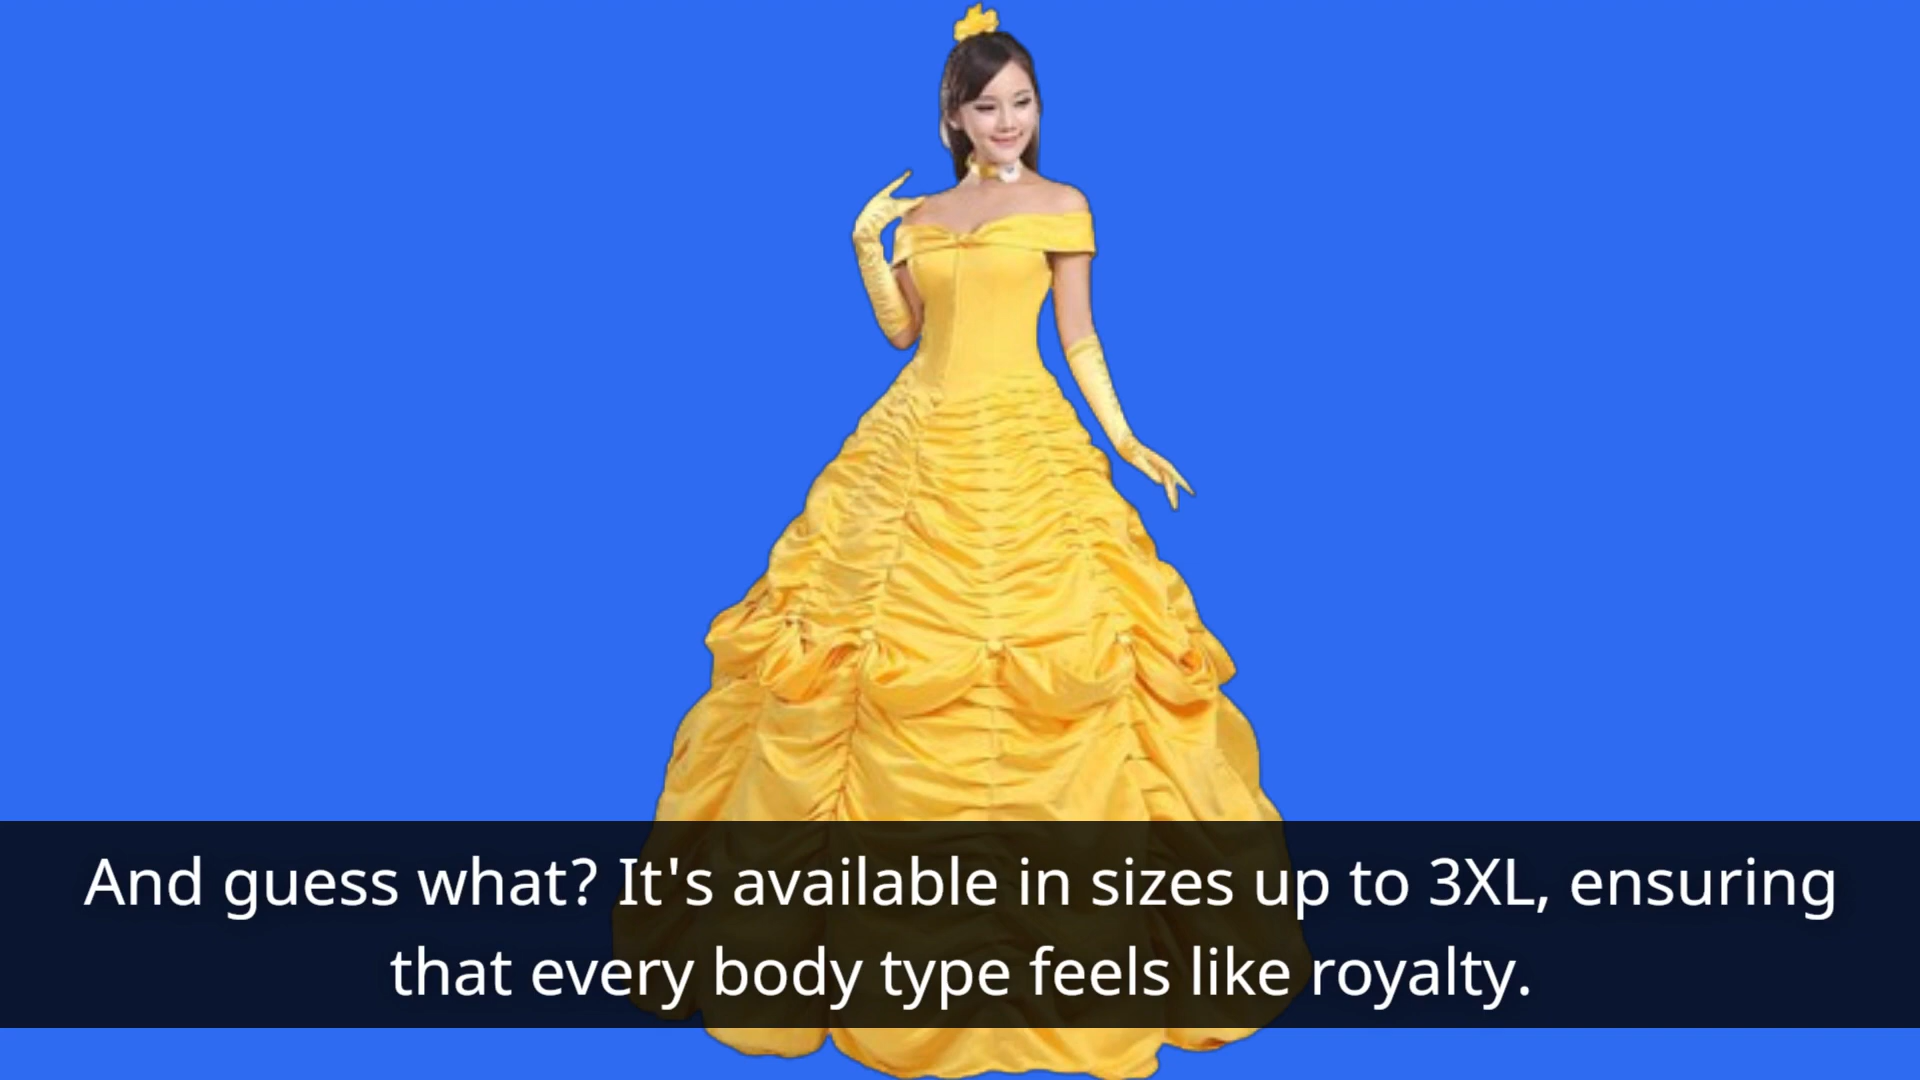 And guess what? It's available in sizes up to 3XL, ensuring
that every body type feels like royalty.